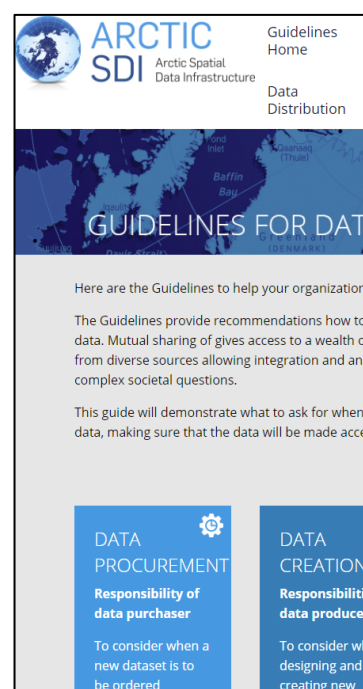 ARCTIC
SDI Arctic Spatial
Data Infrastructure
Guidelines
Home
Data
Distribution
Pond
Inlet
Qaanaaq
(Thule)
Baffin
Bay
Iqaluit
GUIDELINES FOR DAT
Greenland
(DENMARK)
Davis Strait
Here are the Guidelines to help your organization
The Guidelines provide recommendations how to
data. Mutual sharing of gives access to a wealth o
from diverse sources allowing integration and an
complex societal questions.
This guide will demonstrate what to ask for when
data, making sure that the data will be made acce
DATA
PROCUREMENT
Responsibility of
data purchaser
To consider when a
new dataset is to
be ordered
DATA
CREATION
Responsibiliti
data produce
To consider wh
designing and
creating new